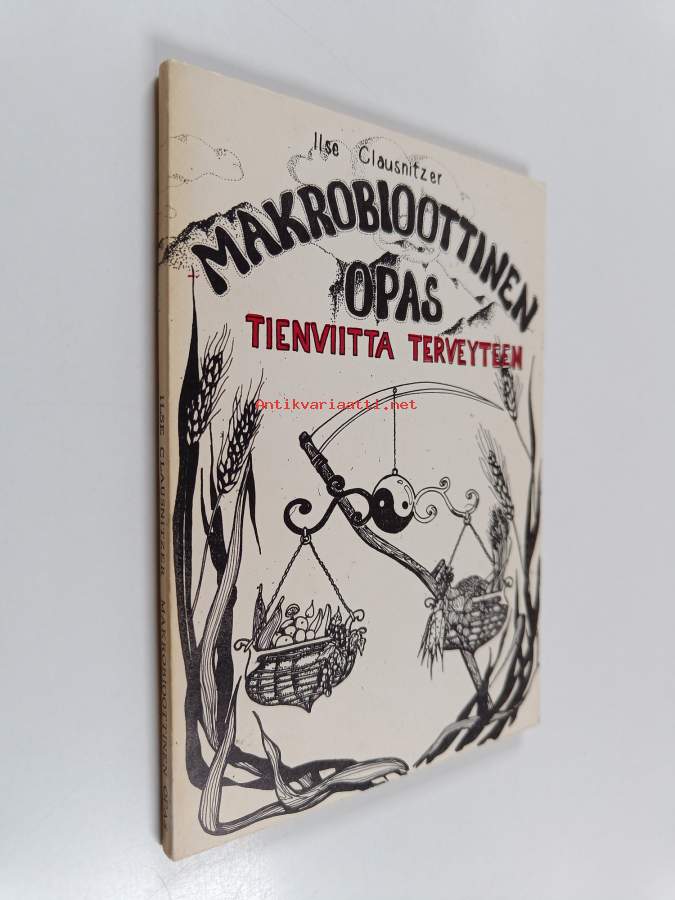 Ilse Clausnitzer
MAKROBIOOTTINEN
OPAS
TIENVIITTA TERVEYTEEN
Antikvariaatti.net
ILSE CLAUSNITZER MAKROBIOOTTINEN OPAS